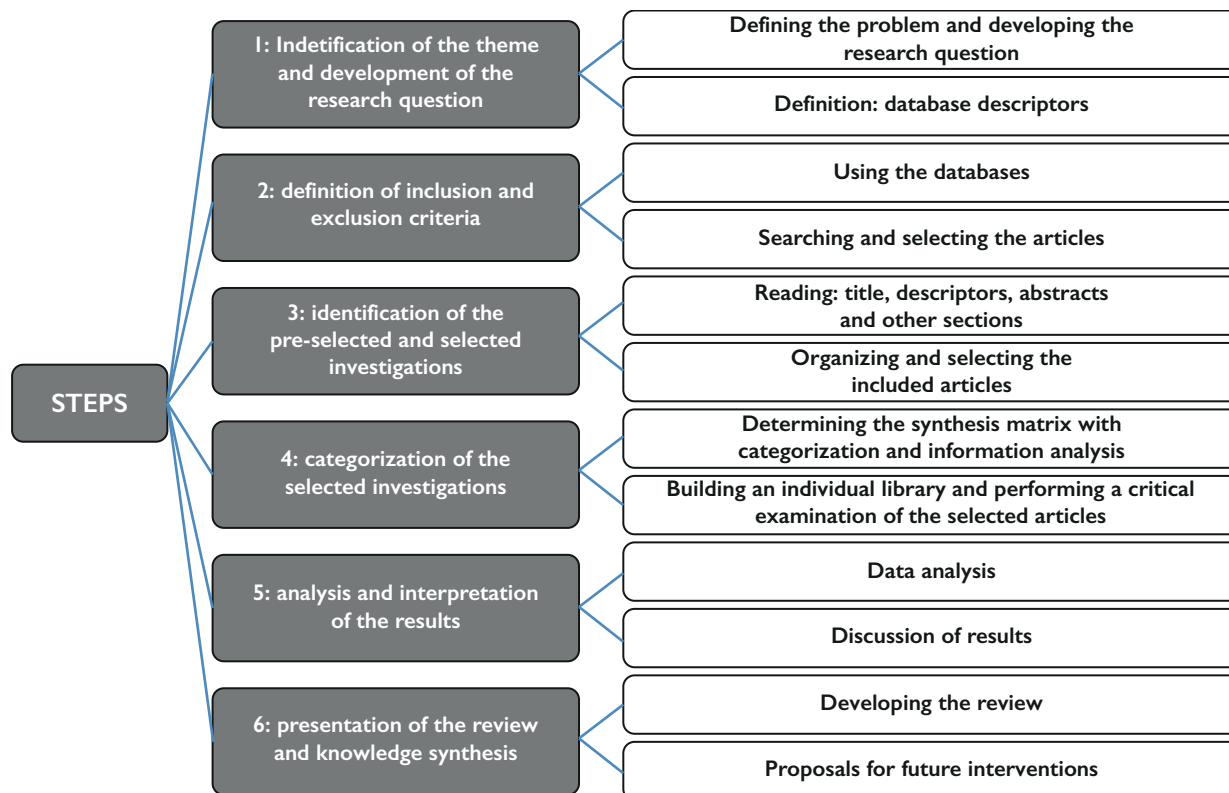 STEPS
1: Indetification of the theme
and development of the
research question
Defining the problem and developing the
research question
Definition: database descriptors
2: definition of inclusion and
exclusion criteria
Using the databases
Searching and selecting the articles
3: identification of the
pre-selected and selected
investigations
Reading: title, descriptors, abstracts
and other sections
Organizing and selecting the
included articles
4: categorization of the
selected investigations
Determining the synthesis matrix with
categorization and information analysis
Building an individual library and performing a critical
examination of the selected articles
5: analysis and interpretation
of the results
Data analysis
Discussion of results
6: presentation of the review
and knowledge synthesis
Developing the review
Proposals for future interventions